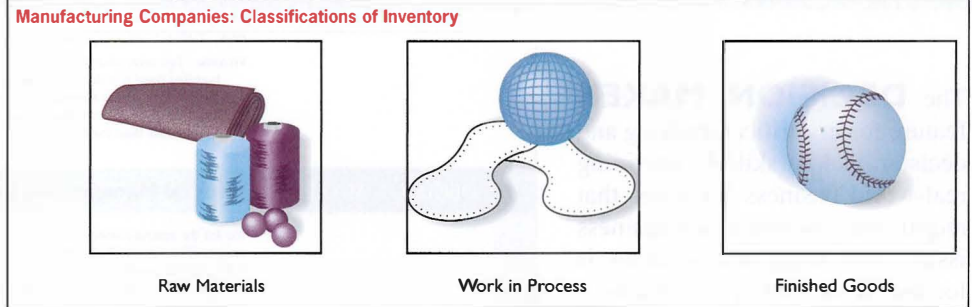 Manufacturing Companies: Classifications of Inventory
Raw Materials
Work in Process
Finished Goods